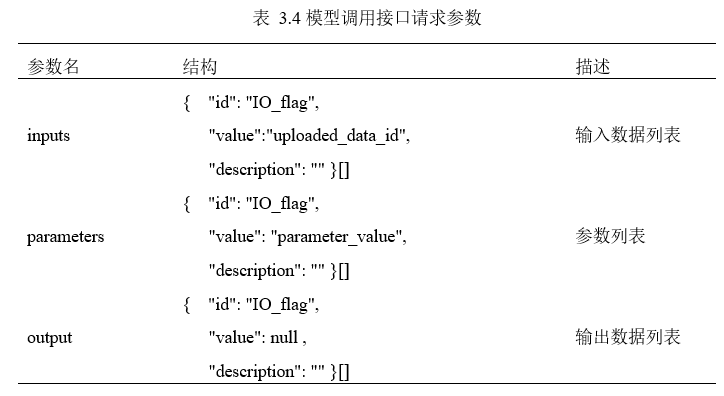 表 3.4 模型调用接口请求参数
参数名 结构 描述
{ "id": "IO_flag",
inputs "value":"uploaded_data_id", 输入数据列表
"description": "" }[]
{ "id": "IO_flag",
parameters "value": "parameter_value", 参数列表
"description": "" }[]
{ "id": "IO_flag",
output "value": null , 输出数据列表
"description": "" }[]